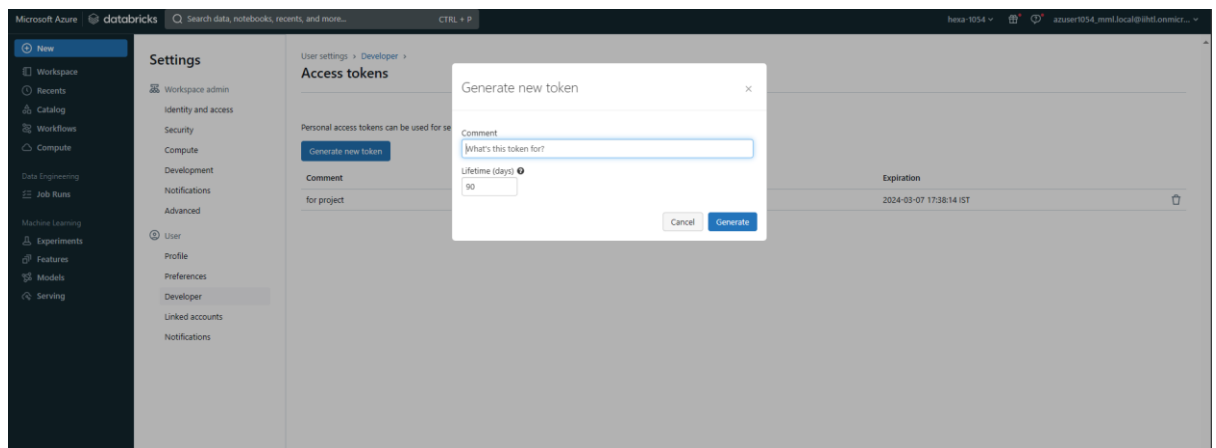 Microsoft Azure databricks Search data, notebooks, recents, and more... CTRL + P hexa-1054 azuser1054_mml.local@iihtl.onmicr...
New
Workspace
Recents
Catalog
Workflows
Compute
Data Engineering
Job Runs
Machine Learning
Experiments
Features
Models
Serving
Settings
Workspace admin
Identity and access
Security
Compute
Development
Notifications
Advanced
User
Profile
Preferences
Developer
Linked accounts
Notifications
User settings > Developer >
Access tokens
Personal access tokens can be used for se
Generate new token
Comment Expiration
for project 2024-03-07 17:38:14 IST
Generate new token
Comment
What's this token for?
Lifetime (days)
90
Cancel Generate